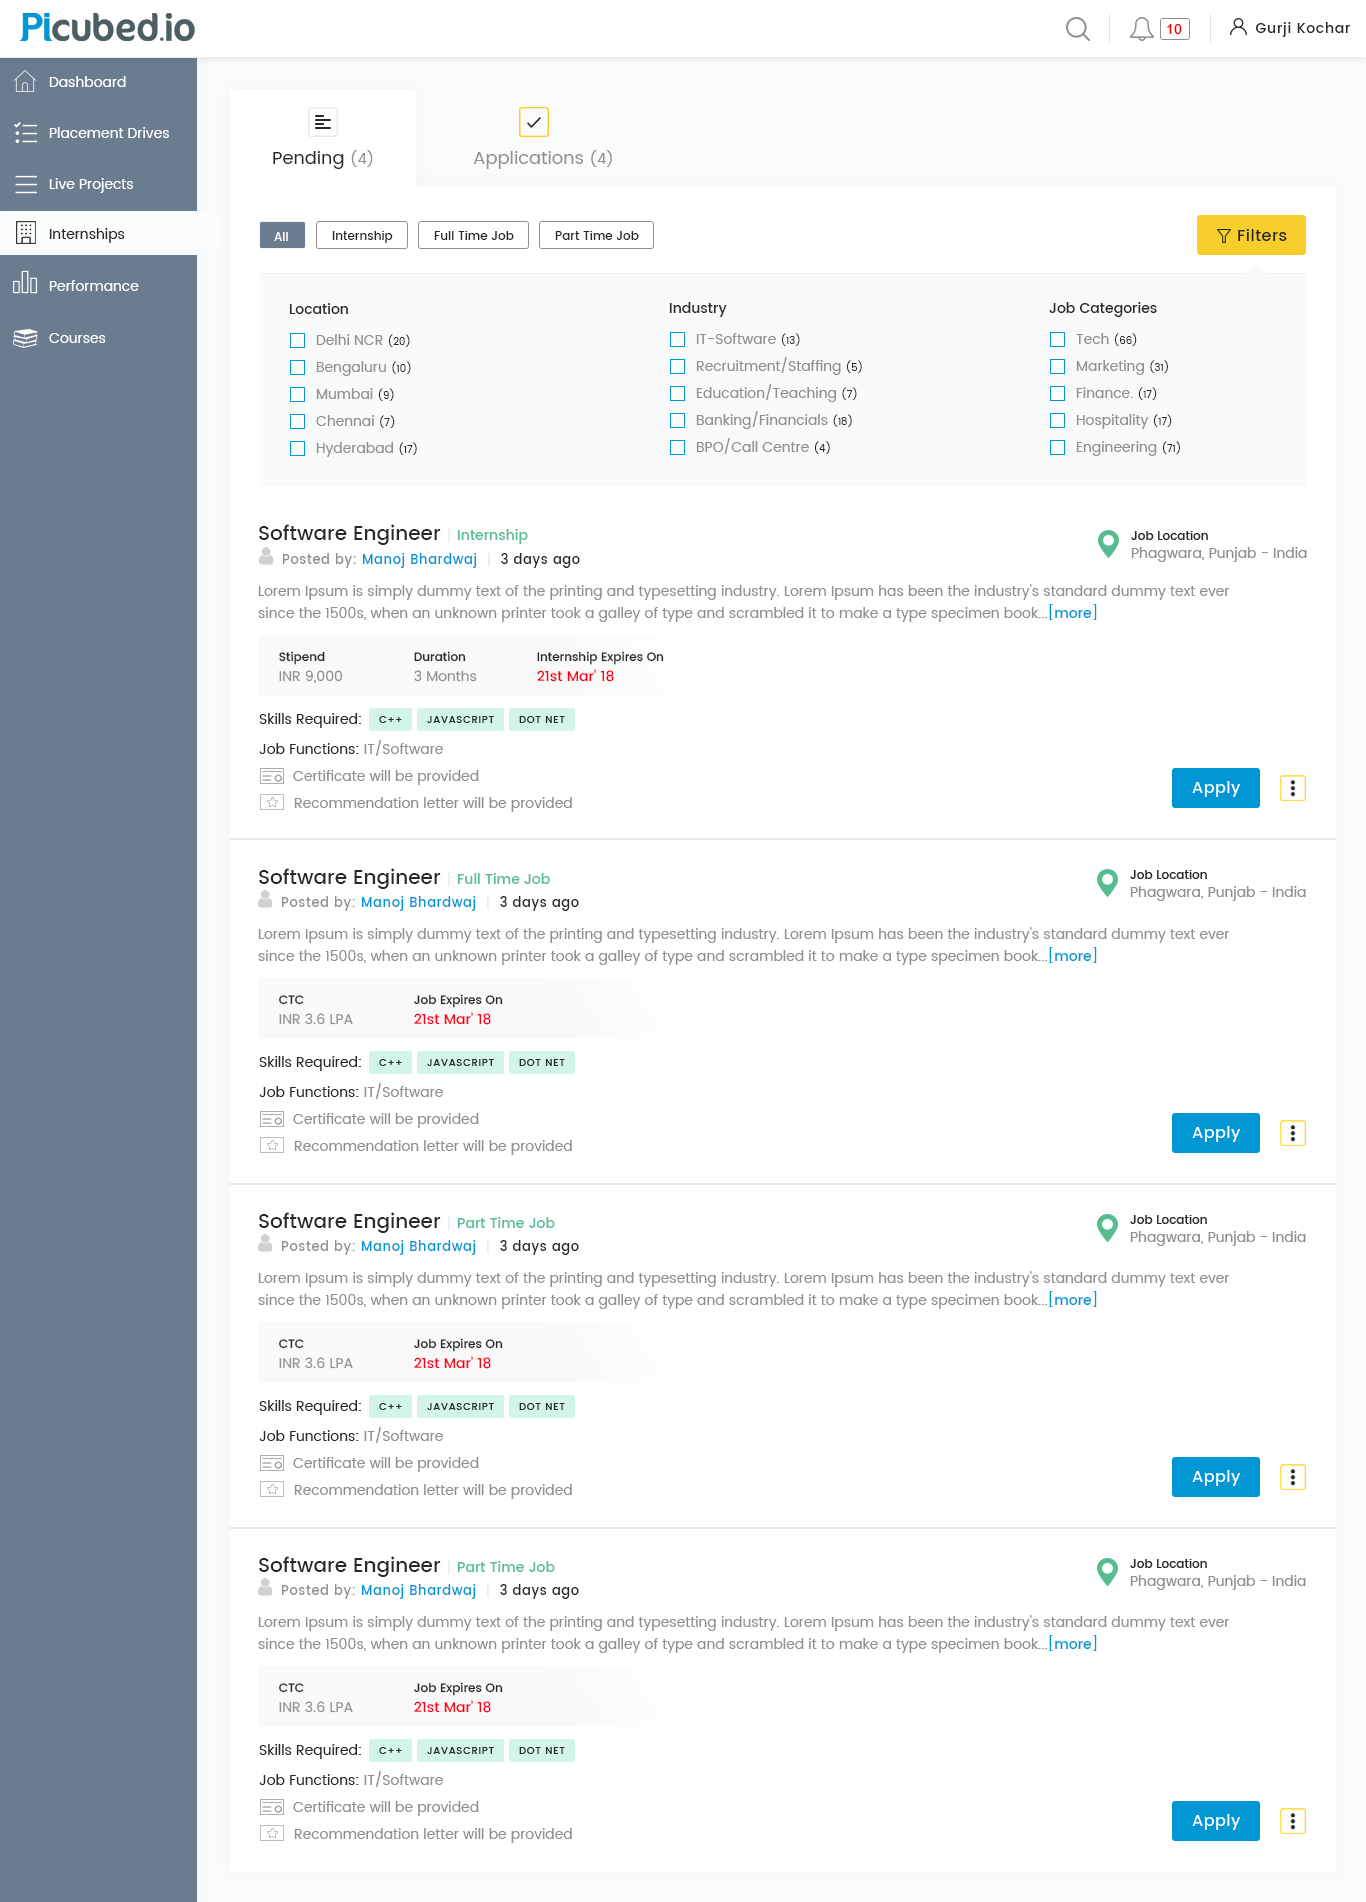 Picubed.io
10
Gurji Kochar
Dashboard
Placement Drives
Live Projects
Internships
Performance
Courses
Pending (4)
Applications (4)
All
Internship
Full Time Job
Part Time Job
Filters
Location
Delhi NCR (20)
Bengaluru (10)
Mumbai (9)
Chennai (7)
Hyderabad (17)
Industry
IT-Software (13)
Recruitment/Staffing (5)
Education/Teaching (7)
Banking/Financials (18)
BPO/Call Centre (4)
Job Categories
Tech (66)
Marketing (31)
Finance. (17)
Hospitality (17)
Engineering (71)
Software Engineer | Internship
Posted by: Manoj Bhardwaj | 3 days ago
Job Location
Phagwara, Punjab - India
Lorem Ipsum is simply dummy text of the printing and typesetting industry. Lorem Ipsum has been the industry's standard dummy text ever
since the 1500s, when an unknown printer took a galley of type and scrambled it to make a type specimen book...[more]
Stipend
INR 9,000
Duration
3 Months
Internship Expires On
21st Mar' 18
Skills Required: C++ JAVASCRIPT DOT NET
Job Functions: IT/Software
Certificate will be provided
Recommendation letter will be provided
Apply
Software Engineer | Full Time Job
Posted by: Manoj Bhardwaj | 3 days ago
Job Location
Phagwara, Punjab - India
Lorem Ipsum is simply dummy text of the printing and typesetting industry. Lorem Ipsum has been the industry's standard dummy text ever
since the 1500s, when an unknown printer took a galley of type and scrambled it to make a type specimen book...[more]
CTC
INR 3.6 LPA
Job Expires On
21st Mar' 18
Skills Required: C++ JAVASCRIPT DOT NET
Job Functions: IT/Software
Certificate will be provided
Recommendation letter will be provided
Apply
Software Engineer | Part Time Job
Posted by: Manoj Bhardwaj | 3 days ago
Job Location
Phagwara, Punjab - India
Lorem Ipsum is simply dummy text of the printing and typesetting industry. Lorem Ipsum has been the industry's standard dummy text ever
since the 1500s, when an unknown printer took a galley of type and scrambled it to make a type specimen book...[more]
CTC
INR 3.6 LPA
Job Expires On
21st Mar' 18
Skills Required: C++ JAVASCRIPT DOT NET
Job Functions: IT/Software
Certificate will be provided
Recommendation letter will be provided
Apply
Software Engineer | Part Time Job
Posted by: Manoj Bhardwaj | 3 days ago
Job Location
Phagwara, Punjab - India
Lorem Ipsum is simply dummy text of the printing and typesetting industry. Lorem Ipsum has been the industry's standard dummy text ever
since the 1500s, when an unknown printer took a galley of type and scrambled it to make a type specimen book...[more]
CTC
INR 3.6 LPA
Job Expires On
21st Mar' 18
Skills Required: C++ JAVASCRIPT DOT NET
Job Functions: IT/Software
Certificate will be provided
Recommendation letter will be provided
Apply